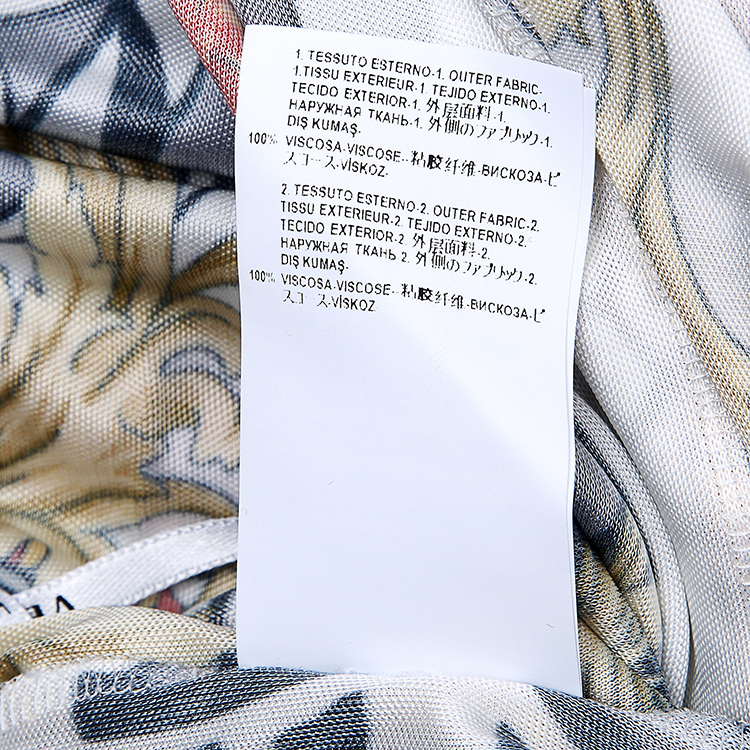 1. TESSUTO ESTERNO-1. OUTER FABRIC-
1.TISSU EXTERIEUR-1. TEJIDO EXTERNO-1.
TECIDO EXTERIOR-1. 外层面料-1.
НАРУЖНАЯ ТКАНЬ-1. 外側のファブリック-1.
DIŞ KUMAŞ-
100% VISCOSA-VISCOSE--粘胶纤维-ВИСКОЗА-ビ
スコース-VİSKOZ
2. TESSUTO ESTERNO-2. OUTER FABRIC-2.
TISSU EXTERIEUR-2. TEJIDO EXTERNO-2.
TECIDO EXTERIOR-2. 外层面料-2.
НАРУЖНАЯ ТКАНЬ 2. 外側のファブリック-2.
DIŞ KUMAŞ-
100% VISCOSA-VISCOSE--粘胶纤维-ВИСКОЗА-ビ
スコース-VİSKOZ